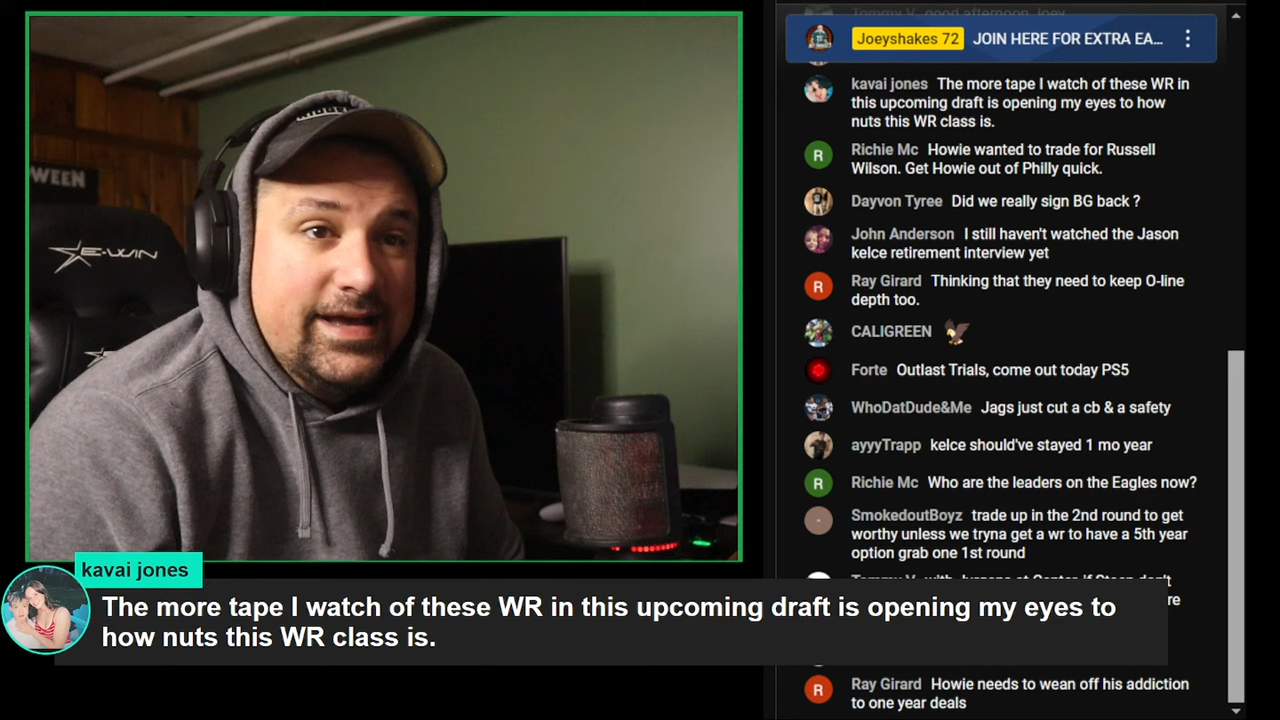 WEEN
E-WIN
kavai jones
The more tape I watch of these WR in this upcoming draft is opening my eyes to
how nuts this WR class is.
Tommy V good afternoon, Joey
Joeyshakes 72 JOIN HERE FOR EXTRA EA...
kavai jones The more tape I watch of these WR in
this upcoming draft is opening my eyes to how
nuts this WR class is.
Richie Mc Howie wanted to trade for Russell
Wilson. Get Howie out of Philly quick.
Dayvon Tyree Did we really sign BG back ?
John Anderson I still haven't watched the Jason
kelce retirement interview yet
Ray Girard Thinking that they need to keep O-line
depth too.
CALIGREEN
Forte Outlast Trials, come out today PS5
WhoDatDude&Me Jags just cut a cb & a safety
ayyyTrapp kelce should've stayed 1 mo year
Richie Mc Who are the leaders on the Eagles now?
SmokedoutBoyz trade up in the 2nd round to get
worthy unless we tryna get a wr to have a 5th year
option grab one 1st round
Ray Girard Howie needs to wean off his addiction
to one year deals